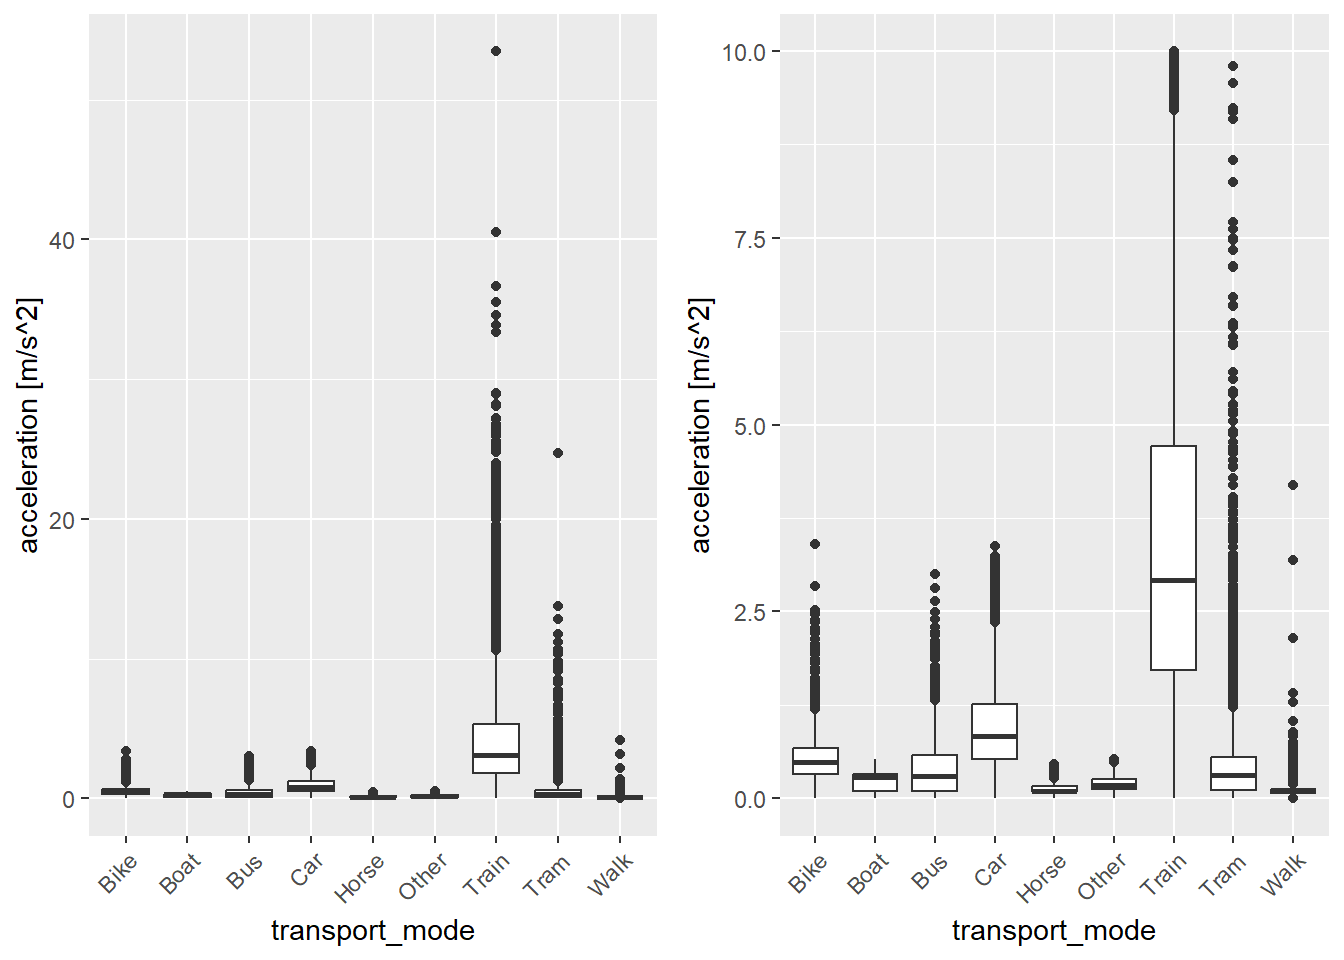 acceleration [m/s^2]
40
20
0
Bike
Boat
Bus
Car
Horse
Other
Train
Tram
Walk
transport_mode
acceleration [m/s^2]
10.0
7.5
5.0
2.5
0.0
Bike
Boat
Bus
Car
Horse
Other
Train
Tram
Walk
transport_mode